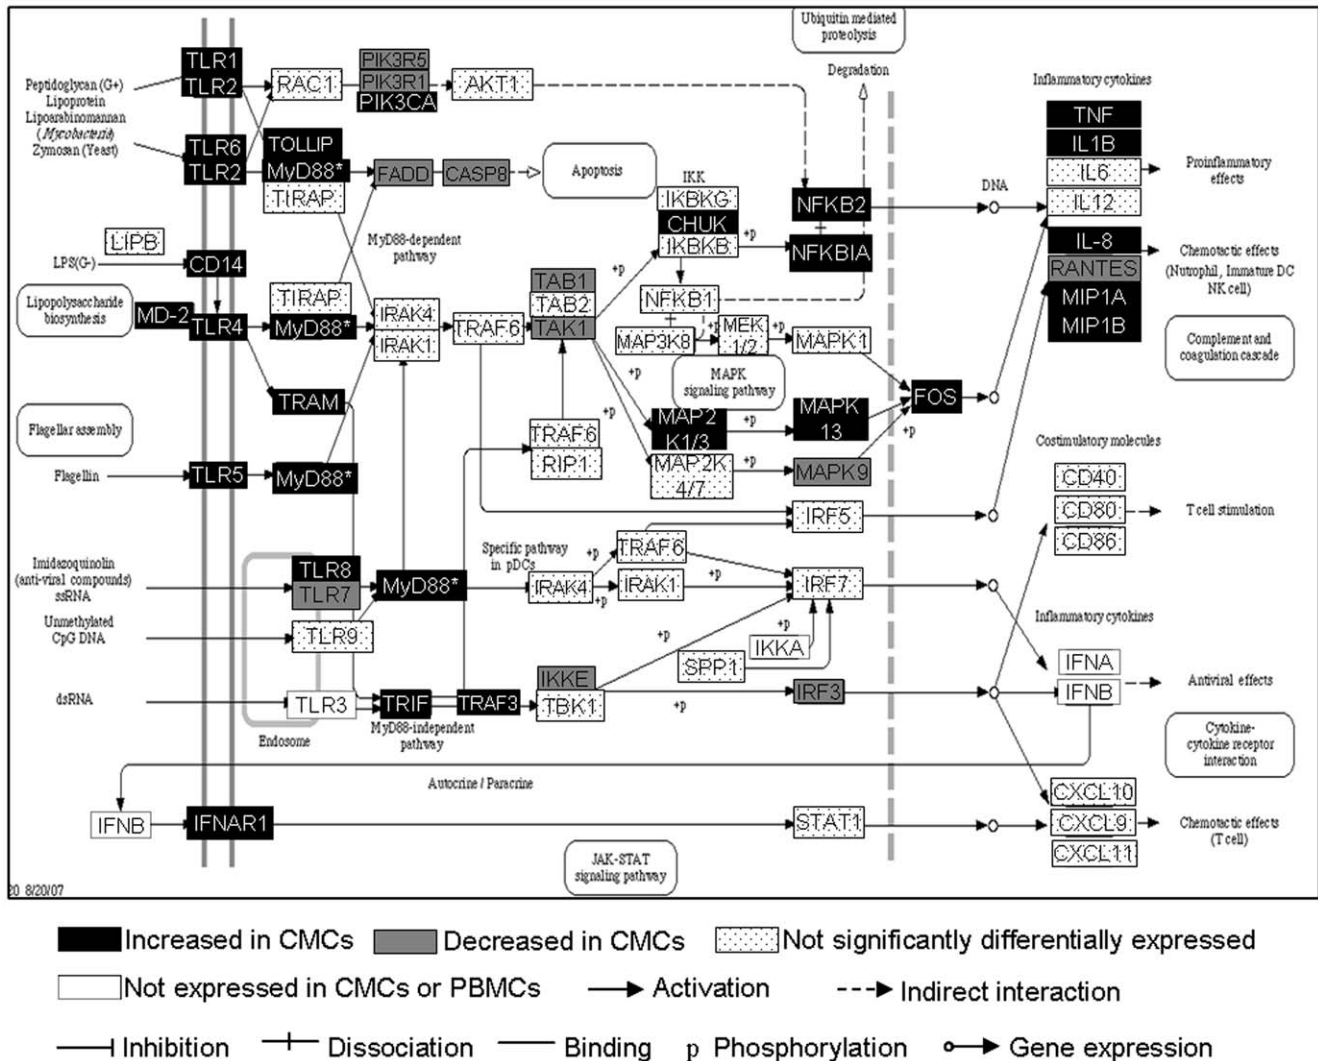 Ubiquitin mediated
proteolysis
Degradation
Inflammatory cytokines
TLR1
TLR2
Peptidoglycan (G+)
Lipoprotein
Lipoarabinomannan
(Mycobacteria)
Zymosan (Yeast)
RAC1
PIK3R5
PIK3R1
PIK3CA
AKT1
TNF
IL1B
IL6
IL12
Proinflammatory
effects
TLR6
TLR2
TOLLIP
MyD88*
TIRAP
FADD
CASP8
Apoptosis
IKK
IKBKG
CHUK
IKBKB
+p
NFKB2
NFKBIA
DNA
LIPB
LPS(G-)
CD14
MyD88-dependent
pathway
IL-8
RANTES
MIP1A
MIP1B
Chemotactic effects
(Nutrophil, Immature DC
NK cell)
Lipopolysaccharide
biosynthesis
MD-2
TLR4
TIRAP
MyD88*
IRAK4
IRAK1
TRAF6
TAB1
TAB2
TAK1
+p
NFKB1
+p
+p
MAP3K8
MEK
1/2
MAPK1
Complement and
coagulation cascade
MAPK
signaling pathway
+p
FOS
TRAM
Flagellar assembly
MAP2
K1/3
+p
MAPK
13
+p
TRAF6
RIP1
+p
MAP2K
4/7
+p
MAPK9
Costimulatory molecules
CD40
CD80
CD86
T cell stimulation
Flagellin
TLR5
MyD88*
IRF5
Imidazoquinolin
(anti-viral compounds)
ssRNA
TLR8
TLR7
MyD88*
Specific pathway
in pDCs
+p
IRAK4
+p
TRAF6
IRAK1
+p
IRF7
Unmethylated
CpG DNA
TLR9
+p
+p
IKKA
SPP1
Inflammatory cytokines
IFNA
IFNB
Antiviral effects
dsRNA
TLR3
Endosome
TRIF
TRAF3
MyD88-independent
pathway
IKKE
TBK1
+p
IRF3
Cytokine-
cytokine receptor
interaction
Autocrine / Paracrine
IFNB
IFNAR1
STAT1
CXCL10
CXCL9
CXCL11
Chemotactic effects
(T cell)
JAK-STAT
signaling pathway
20 8/20/07
Increased in CMCs
Decreased in CMCs
Not significantly differentially expressed
Not expressed in CMCs or PBMCs
Activation
Indirect interaction
Inhibition
Dissociation
Binding
p Phosphorylation
Gene expression